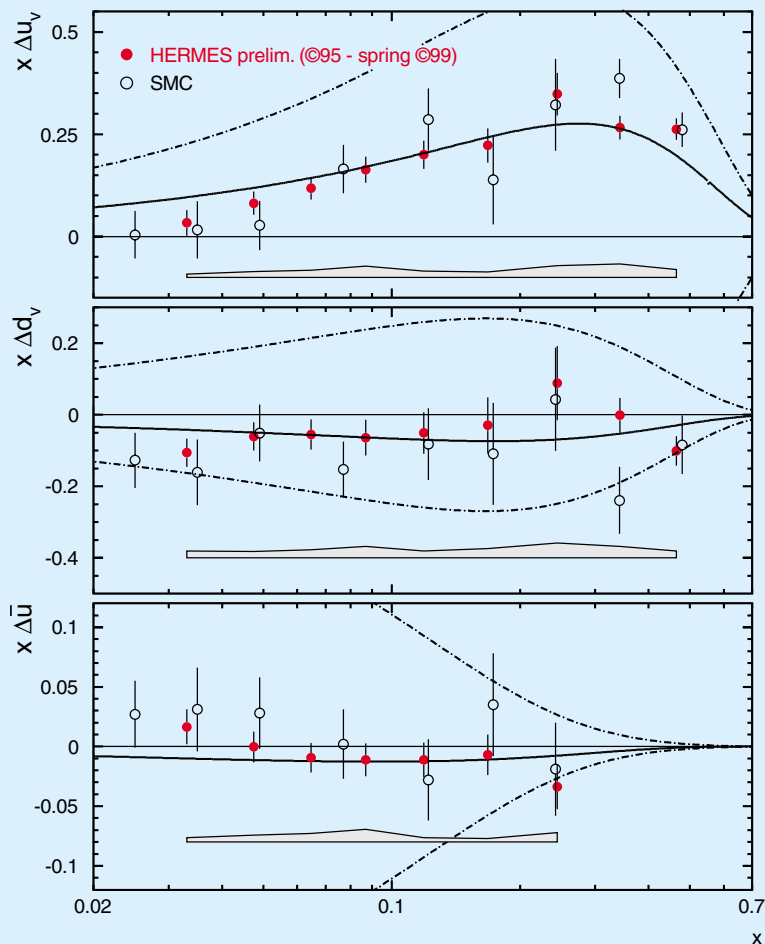 x Δu_v
0.5
0.25
0
HERMES prelim. (©95 - spring ©99)
SMC
x Δd_v
0.2
0
-0.2
-0.4
x Δū
0.1
0.05
0
-0.05
-0.1
0.02
0.1
0.7
x